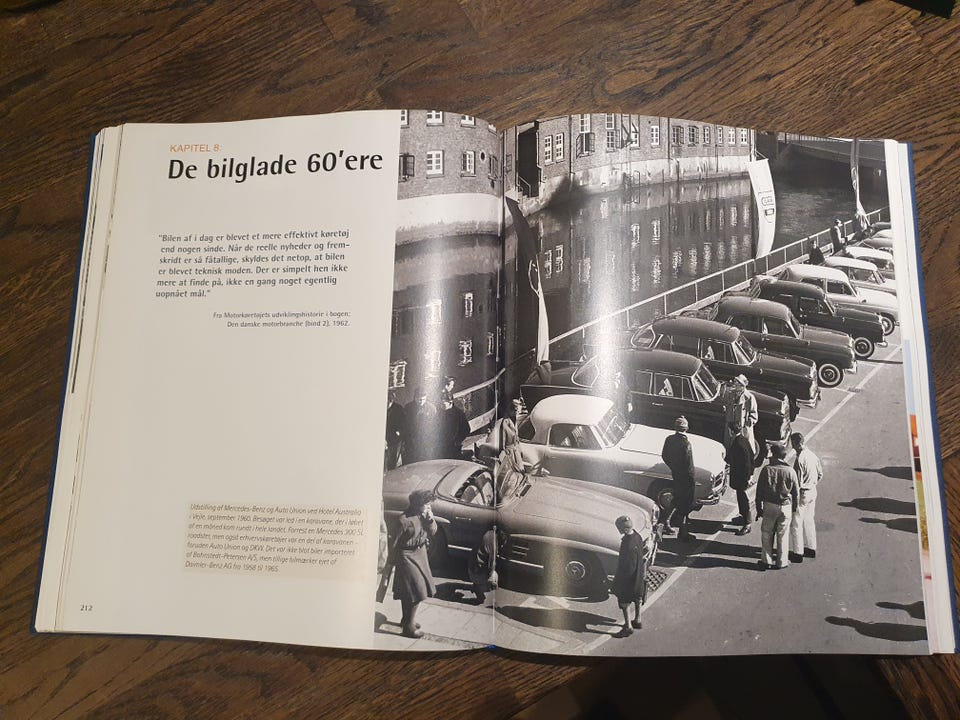 KAPITEL 8:
De bilglade 60'ere
"Bilen af i dag er blevet et mere effektivt køretøj
end nogen sinde. Når de reelle nyheder og frem-
skridt er så fåtallige, skyldes det netop, at bilen
er blevet teknisk moden. Der er simpelt hen ikke
mere at finde på, ikke en gang noget egentlig
uopnået mål."
Fra Motorkøretøjets udviklingshistorie i bogen:
Den danske motorbranche (bind 2), 1962.
Udstilling af Mercedes-Benz og Auto Union ved Hotel Australia
i Vejle, september 1960. Besøget var led i en karavane, der i løbet
af en måned kom rundt i hele landet. Forrest en Mercedes 300 SL
roadster, men også erhvervskøretøjer var en del af karavanen -
foruden Auto Union og DKW. Det var ikke blot biler importeret
af Bohnstedt-Petersen A/S, men tillige bilmærker ejet af
Daimler-Benz AG fra 1958 til 1965.
212